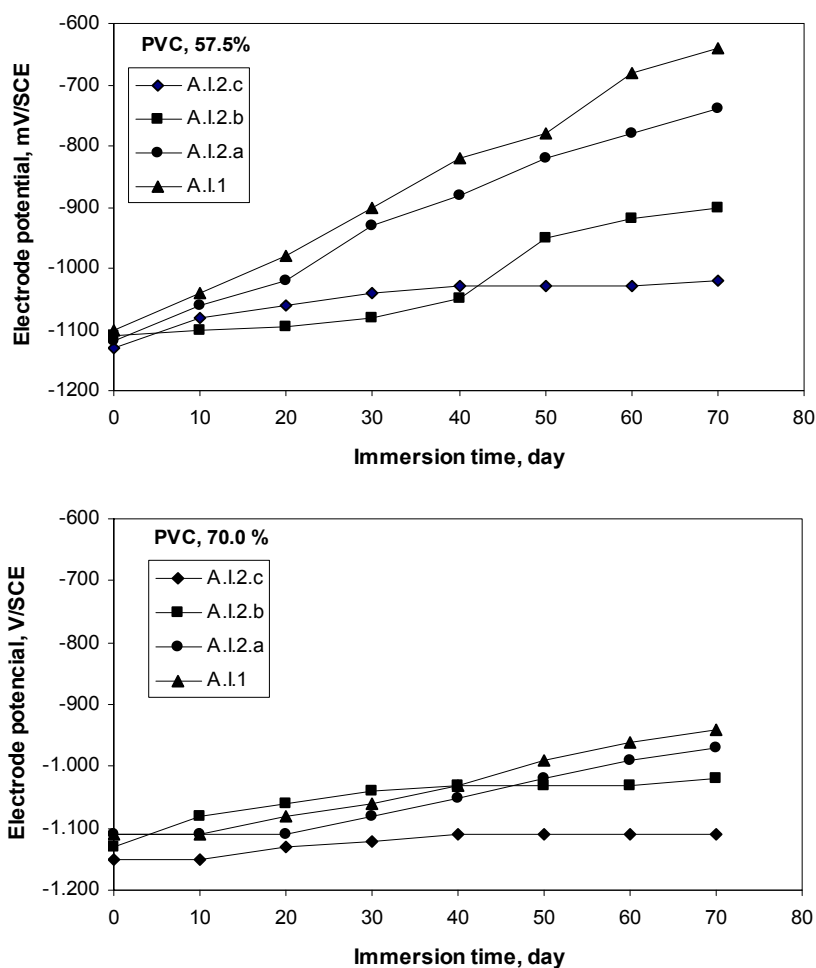 PVC, 57.5%
A.I.2.c
A.I.2.b
A.I.2.a
A.I.1
Electrode potential, mV/SCE
-600
-700
-800
-900
-1000
-1100
-1200
0 10 20 30 40 50 60 70 80
Immersion time, day
PVC, 70.0 %
A.I.2.c
A.I.2.b
A.I.2.a
A.I.1
Electrode potencial, V/SCE
-600
-700
-800
-900
-1.000
-1.100
-1.200
0 10 20 30 40 50 60 70 80
Immersion time, day